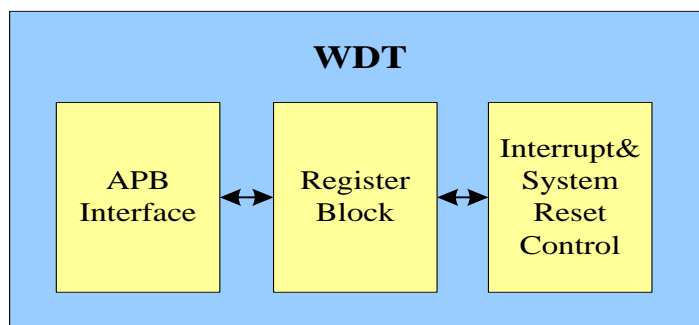 WDT
APB
Interface
Register
Block
Interrupt&
System
Reset
Control